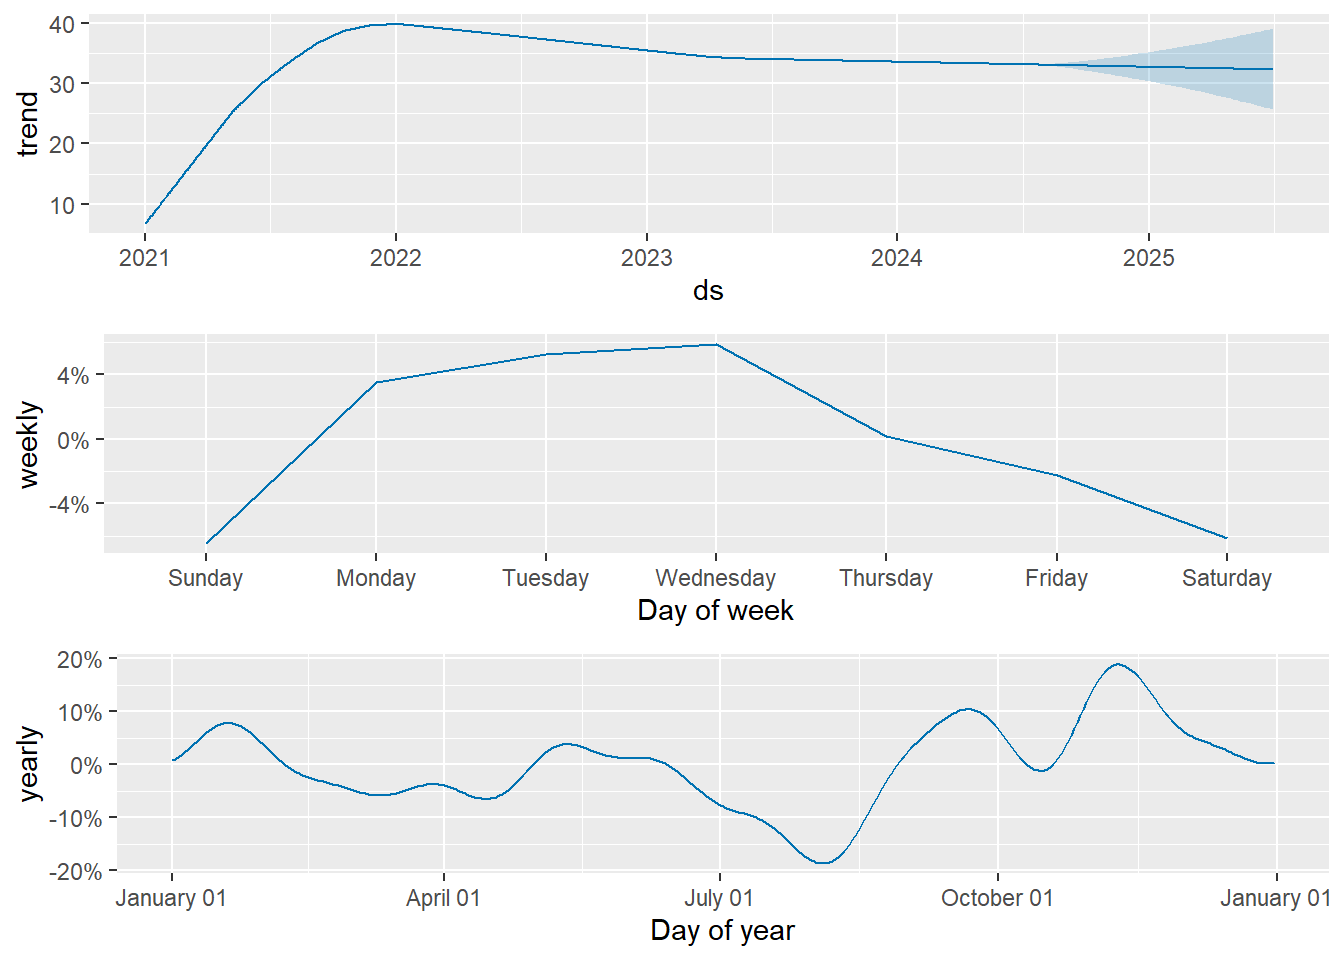 40
30
20
10
trend
2021 2022 2023 2024 2025
ds
4%
0%
-4%
weekly
Sunday Monday Tuesday Wednesday Thursday Friday Saturday
Day of week
20%
10%
0%
-10%
-20%
yearly
January 01 April 01 July 01 October 01 January 01
Day of year